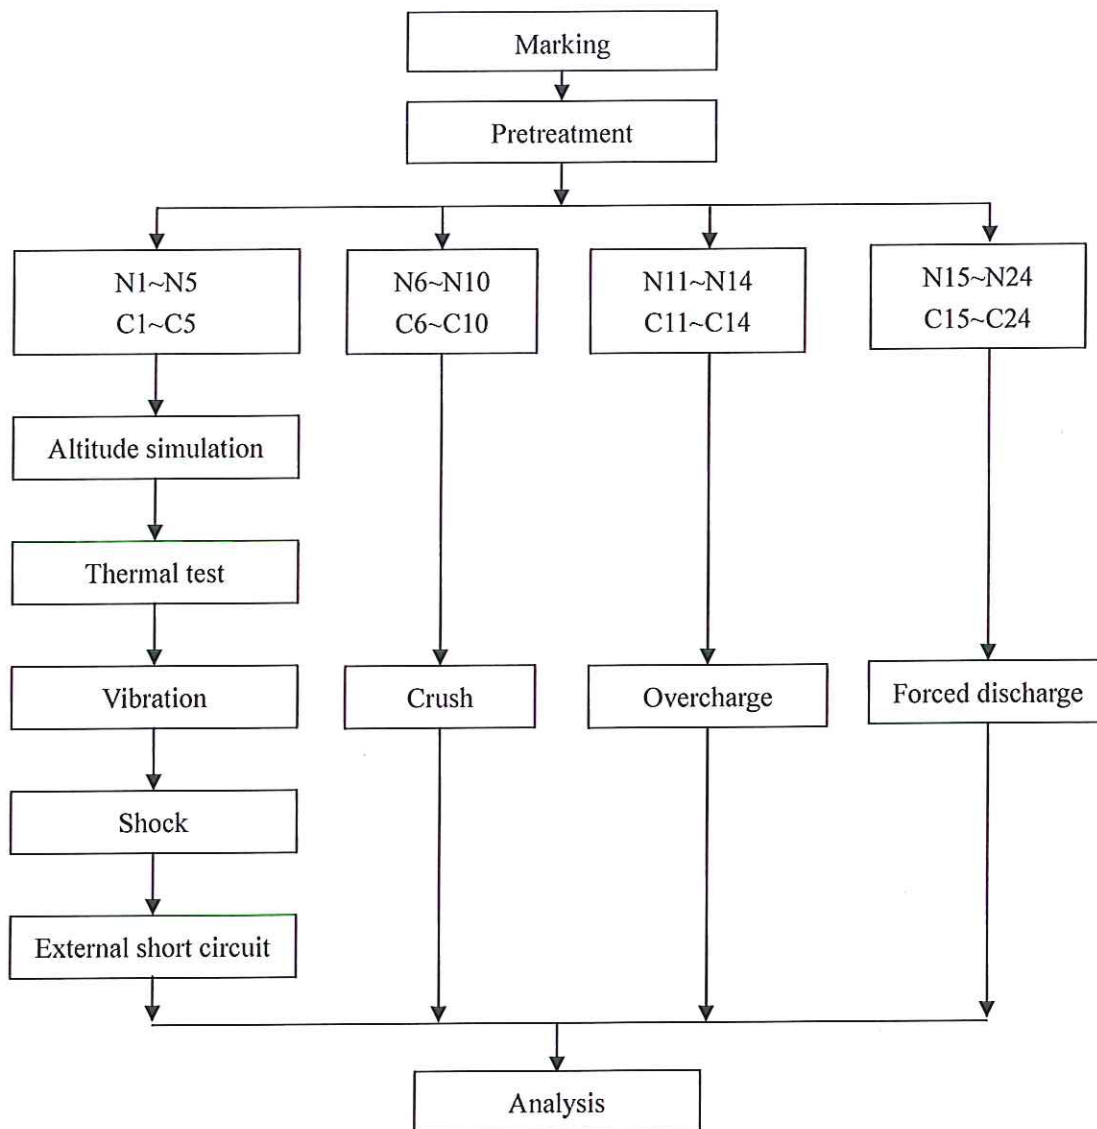 Marking
Pretreatment
N1~N5
C1~C5
N6~N10
C6~C10
N11~N14
C11~C14
N15~N24
C15~C24
Altitude simulation
Thermal test
Vibration
Crush
Overcharge
Forced discharge
Shock
External short circuit
Analysis